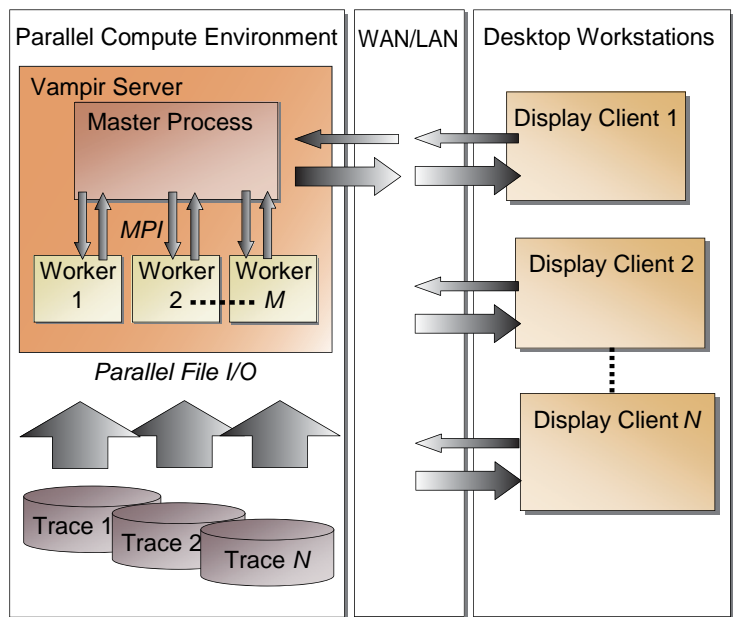 Parallel Compute Environment
WAN/LAN
Desktop Workstations
Vampir Server
Master Process
MPI
Worker
1
Worker
2
Worker
M
Parallel File I/O
Trace 1
Trace 2
Trace N
Display Client 1
Display Client 2
Display Client N